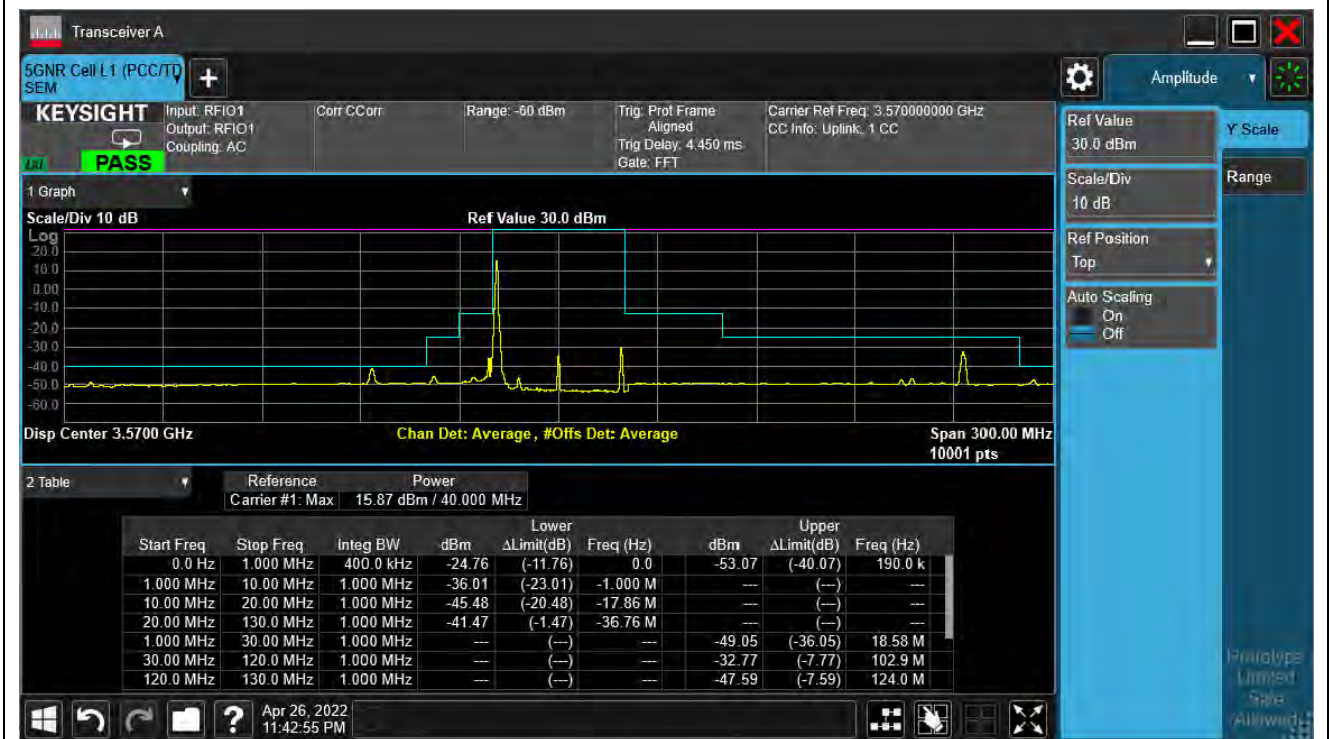 Transceiver A
5GNR Cell L1 (PCC/TD
SEM
+
Amplitude
KEYSIGHT
PASS
Input: RFIO1
Output: RFIO1
Coupling: AC
Corr CCorr
Range: -60 dBm
Trig: Prot Frame
Aligned
Trig Delay: 4.450 ms
Gate: FFT
Carrier Ref Freq: 3.570000000 GHz
CC Info: Uplink, 1 CC
Ref Value
30.0 dBm
Y Scale
Scale/Div
10 dB
Range
Ref Position
Top
Auto Scaling
On
Off
1 Graph
Scale/Div 10 dB
Ref Value 30.0 dBm
Log
20.0
10.0
0.00
-10.0
-20.0
-30.0
-40.0
-50.0
-60.0
Disp Center 3.5700 GHz
Chan Det: Average , #Offs Det: Average
Span 300.00 MHz
10001 pts
2 Table
Reference Power
Carrier #1: Max 15.87 dBm / 40.000 MHz
Lower Upper
Start Freq Stop Freq Integ BW dBm ΔLimit(dB) Freq (Hz) dBm ΔLimit(dB) Freq (Hz)
0.0 Hz 1.000 MHz 400.0 kHz -24.76 (-11.76) 0.0 -53.07 (-40.07) 190.0 k
1.000 MHz 10.00 MHz 1.000 MHz -36.01 (-23.01) -1.000 M --- (---) ---
10.00 MHz 20.00 MHz 1.000 MHz -45.48 (-20.48) -17.86 M --- (---) ---
20.00 MHz 130.0 MHz 1.000 MHz -41.47 (-1.47) -36.76 M --- (---) ---
1.000 MHz 30.00 MHz 1.000 MHz --- (---) --- -49.05 (-36.05) 18.58 M
30.00 MHz 120.0 MHz 1.000 MHz --- (---) --- -32.77 (-7.77) 102.9 M
120.0 MHz 130.0 MHz 1.000 MHz --- (---) --- -47.59 (-7.59) 124.0 M
Prototype
Limited
Sale
Allowed
?
Apr 26, 2022
11:42:55 PM